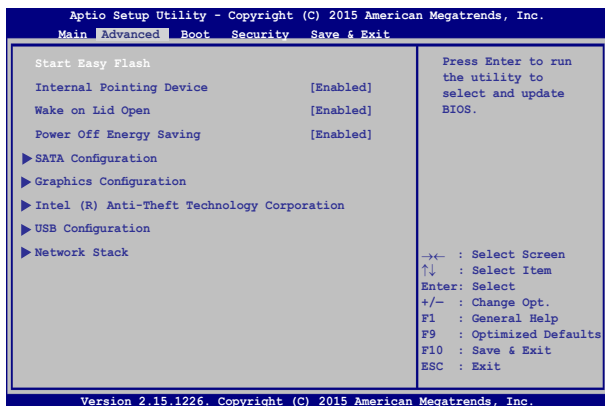 Aptio Setup Utility - Copyright (C) 2015 American Megatrends, Inc.
Main Advanced Boot Security Save & Exit
Start Easy Flash
Internal Pointing Device [Enabled]
Wake on Lid Open [Enabled]
Power Off Energy Saving [Enabled]
SATA Configuration
Graphics Configuration
Intel (R) Anti-Theft Technology Corporation
USB Configuration
Network Stack
Press Enter to run
the utility to
select and update
BIOS.
→← : Select Screen
↑↓ : Select Item
Enter: Select
+/— : Change Opt.
F1 : General Help
F9 : Optimized Defaults
F10 : Save & Exit
ESC : Exit
Version 2.15.1226. Copyright (C) 2015 American Megatrends, Inc.